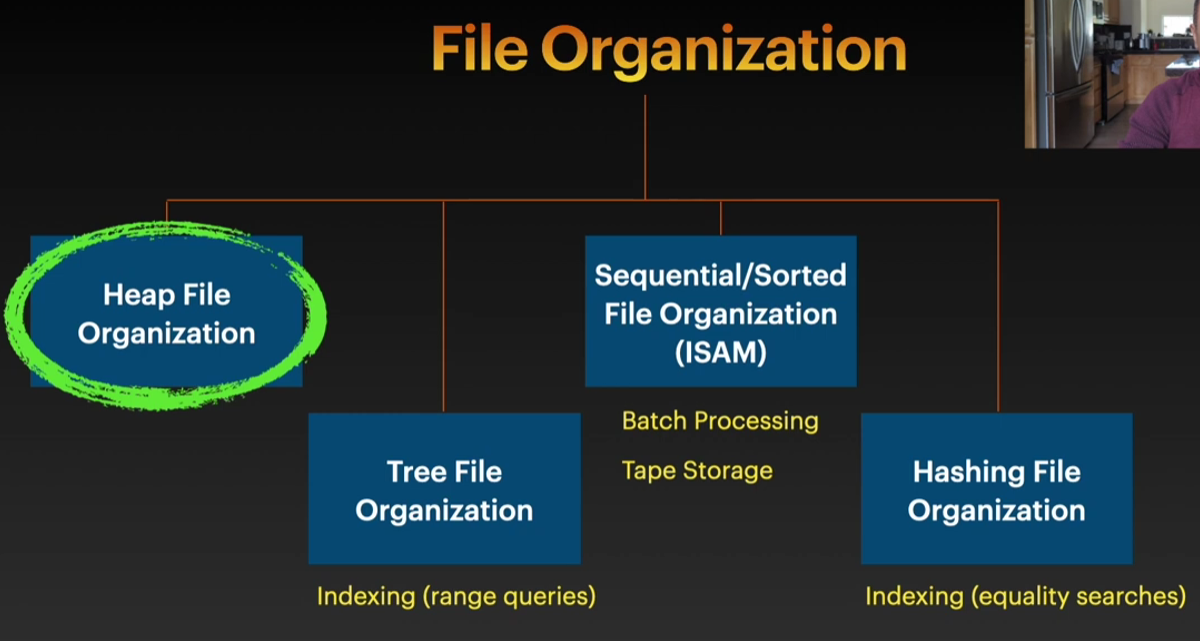 File Organization
Heap File
Organization
Sequential/Sorted
File Organization
(ISAM)
Batch Processing
Tape Storage
Tree File
Organization
Indexing (range queries)
Hashing File
Organization
Indexing (equality searches)